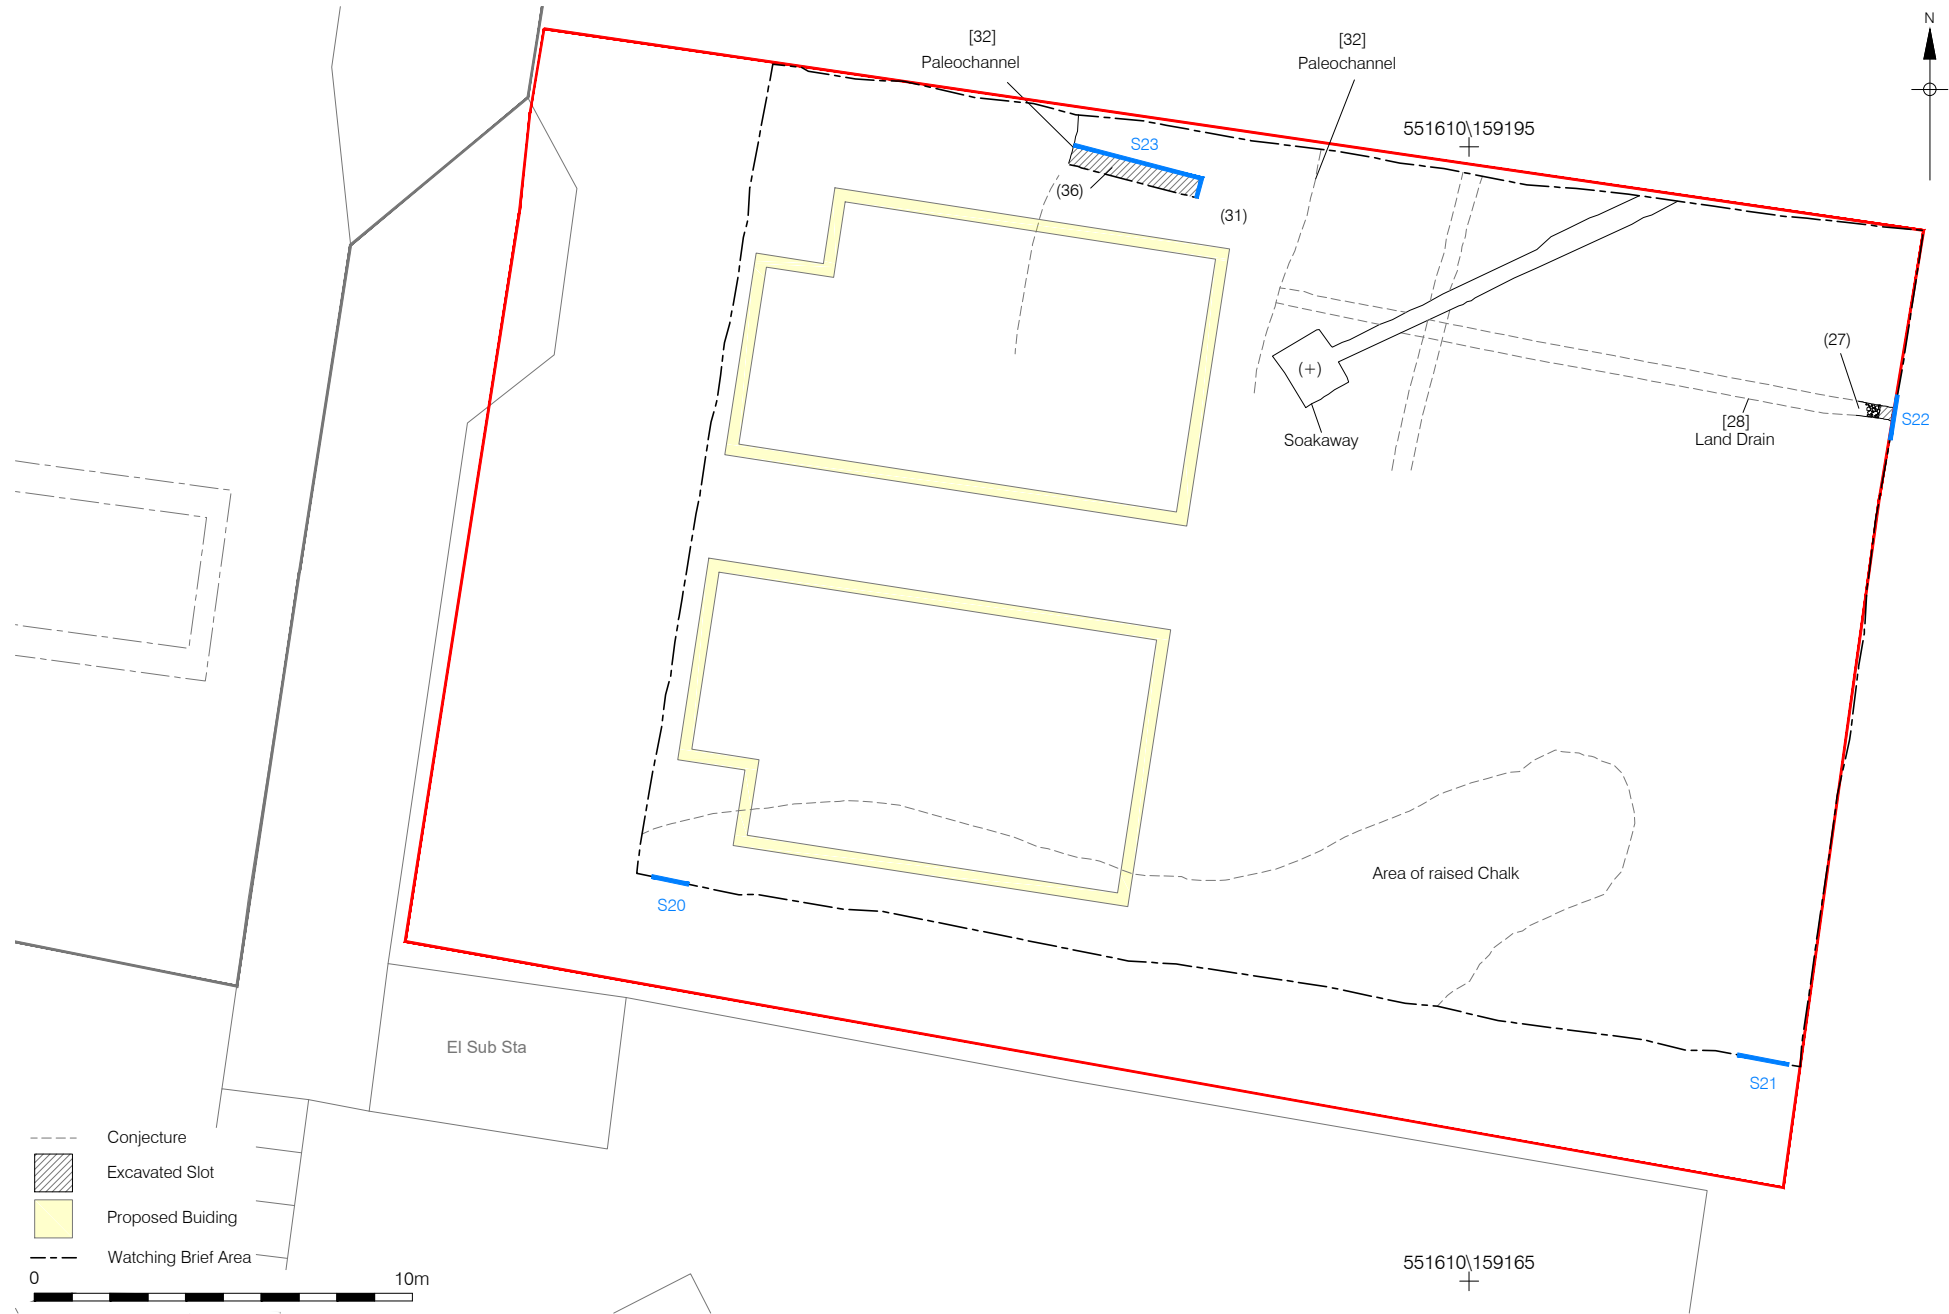 N
[32]
Paleochannel
[32]
Paleochannel
551610\159195
S23
(36)
(31)
(27)
(+)
S22
[28]
Land Drain
Soakaway
Area of raised Chalk
S20
El Sub Sta
S21
Conjecture
Excavated Slot
Proposed Buiding
Watching Brief Area
0 10m
551610\159165